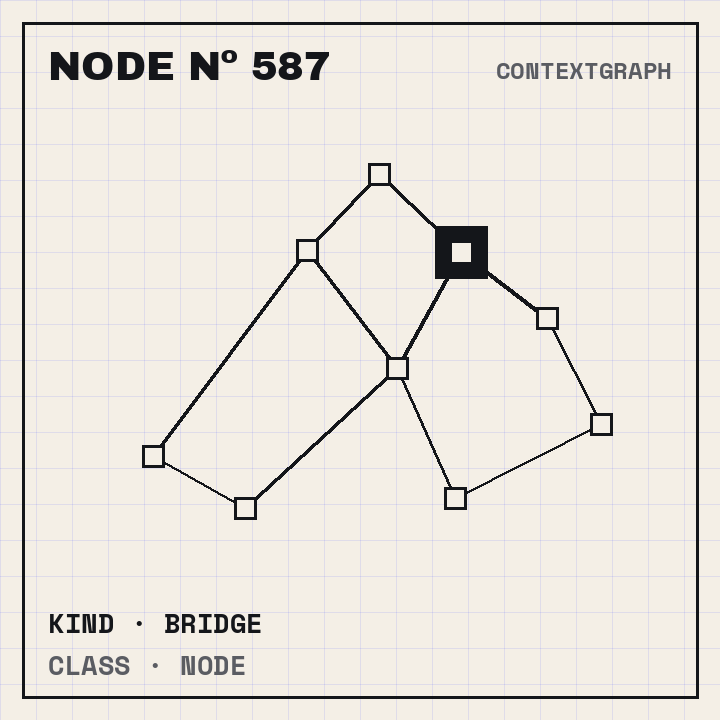 NODE Nº 587
CONTEXTGRAPH
KIND · BRIDGE
CLASS · NODE